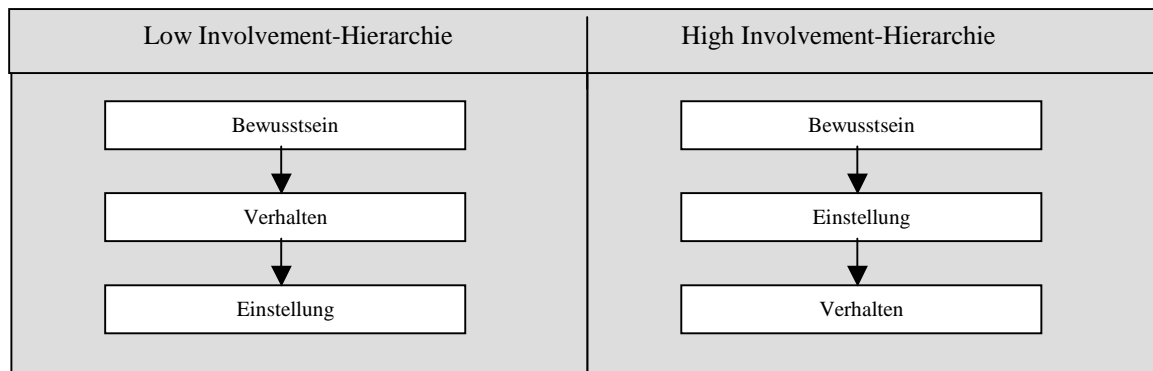 Low Involvement-Hierarchie
High Involvement-Hierarchie
Bewusstsein
Verhalten
Einstellung
Bewusstsein
Einstellung
Verhalten